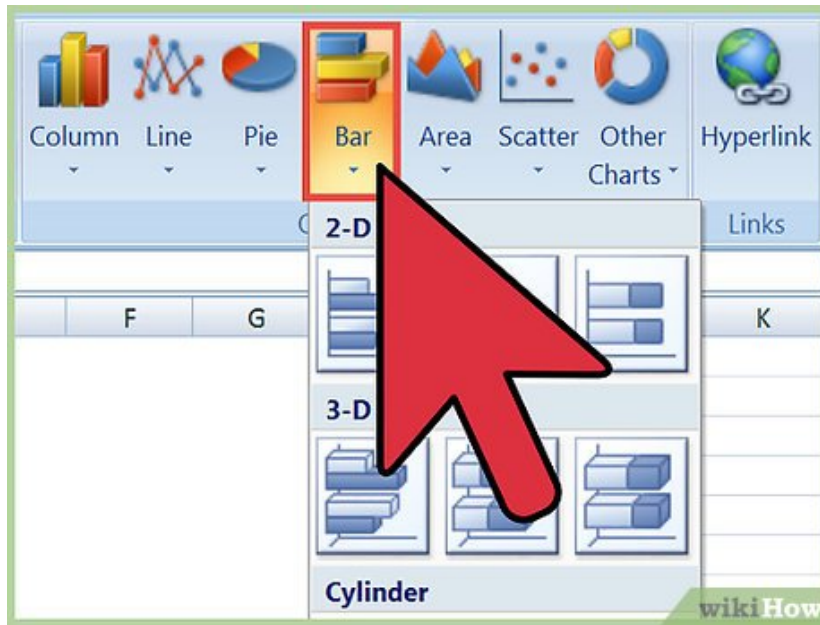 Column Line Pie Bar Area Scatter Other Charts Hyperlink
Links
2-D
F G K
3-D
Cylinder
wikiHow